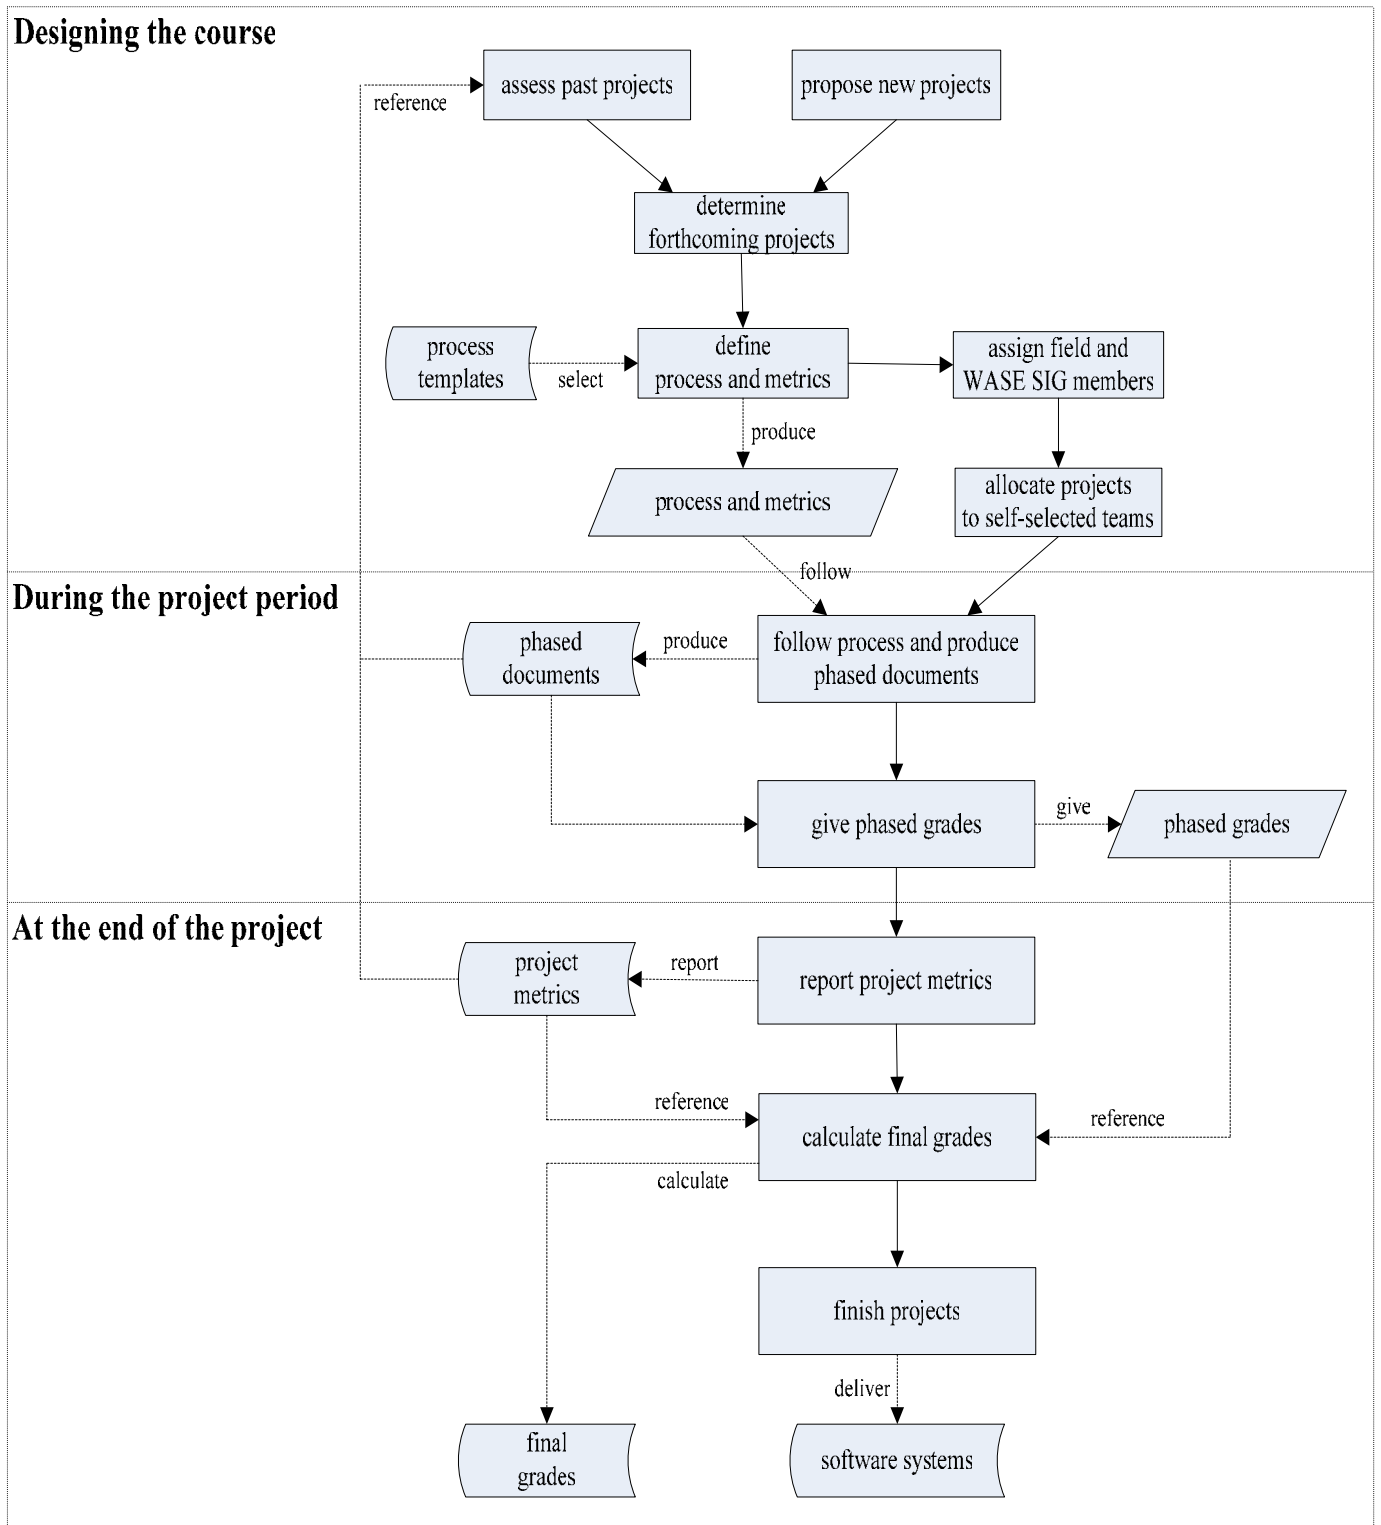 Designing the course
assess past projects
propose new projects
reference
determine
forthcoming projects
process
templates
select
define
process and metrics
assign field and
WASE SIG members
produce
process and metrics
allocate projects
to self-selected teams
follow
During the project period
phased
documents
produce
follow process and produce
phased documents
give phased grades
give
phased grades
At the end of the project
project
metrics
report
report project metrics
reference
calculate final grades
reference
calculate
finish projects
deliver
final
grades
software systems